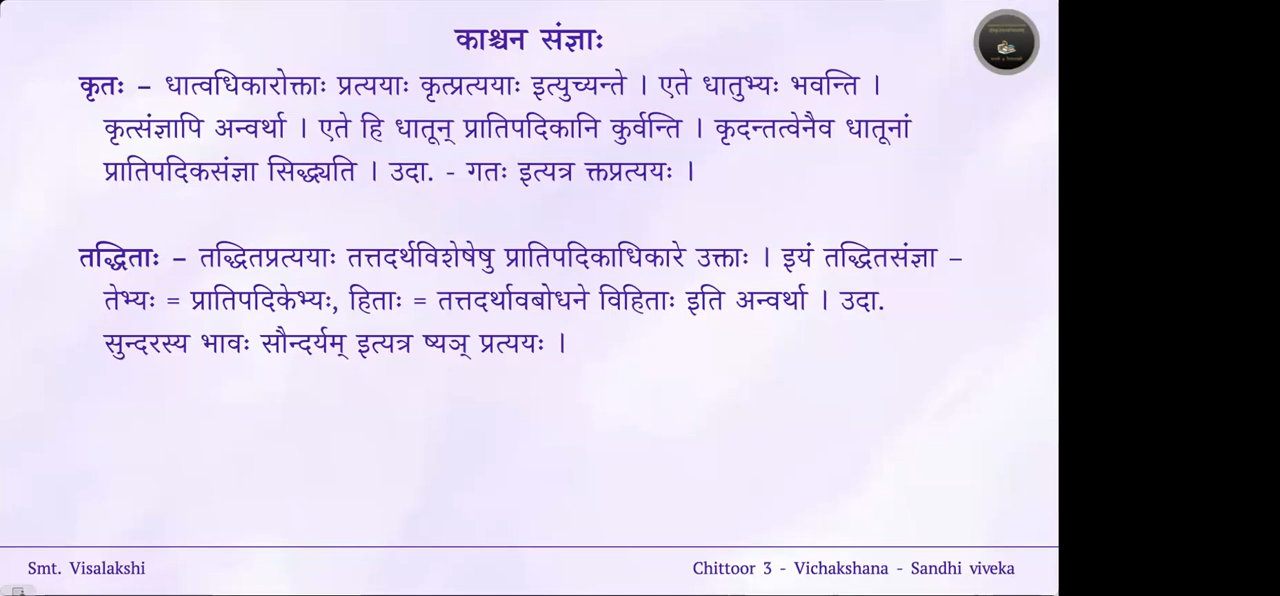 काश्चन संज्ञाः
कृतः – धात्वधिकारोक्ताः प्रत्ययाः कृत्प्रत्ययाः इत्युच्यन्ते । एते धातुभ्यः भवन्ति ।
कृत्संज्ञापि अन्वर्था । एते हि धातून् प्रातिपदिकानि कुर्वन्ति । कृदन्तत्वेनैव धातूनां
प्रातिपदिकसंज्ञा सिद्ध्यति । उदा. - गतः इत्यत्र क्तप्रत्ययः ।
तद्धिताः – तद्धितप्रत्ययाः तत्तदर्थविशेषेषु प्रातिपदिकाधिकारे उक्ताः । इयं तद्धितसंज्ञा –
तेभ्यः = प्रातिपदिकेभ्यः, हिताः = तत्तदर्थावबोधने विहिताः इति अन्वर्था । उदा.
सुन्दरस्य भावः सौन्दर्यम् इत्यत्र ष्यञ् प्रत्ययः ।
Smt. Visalakshi
Chittoor 3 - Vichakshana - Sandhi viveka